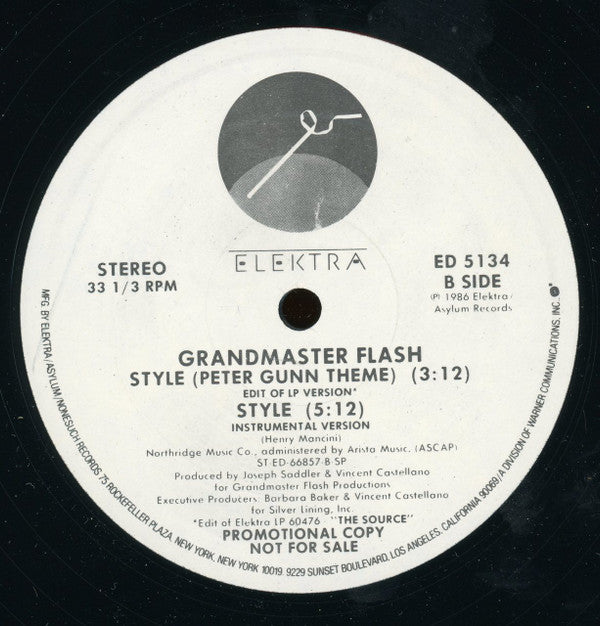 ELEKTRA
STEREO
33 1/3 RPM
ED 5134
B SIDE
(P) 1986 Elektra/
Asylum Records
GRANDMASTER FLASH
STYLE (PETER GUNN THEME) (3:12)
EDIT OF LP VERSION*
STYLE (5:12)
INSTRUMENTAL VERSION
(Henry Mancini)
Northridge Music Co., administered by Arista Music, (ASCAP)
ST-ED-66857-B SP
Produced by Joseph Saddler & Vincent Castellano
for Grandmaster Flash Productions
Executive Producers: Barbara Baker & Vincent Castellano
for Silver Lining, Inc.
*Edit of Elektra LP 60476 - "THE SOURCE"
PROMOTIONAL COPY
NOT FOR SALE
MFG. BY ELEKTRA/ASYLUM/NONESUCH RECORDS 75 ROCKEFELLER PLAZA, NEW YORK, NEW YORK 10019. 9229 SUNSET BOULEVARD, LOS ANGELES, CALIFORNIA 90069/A DIVISION OF WARNER COMMUNICATIONS, INC.